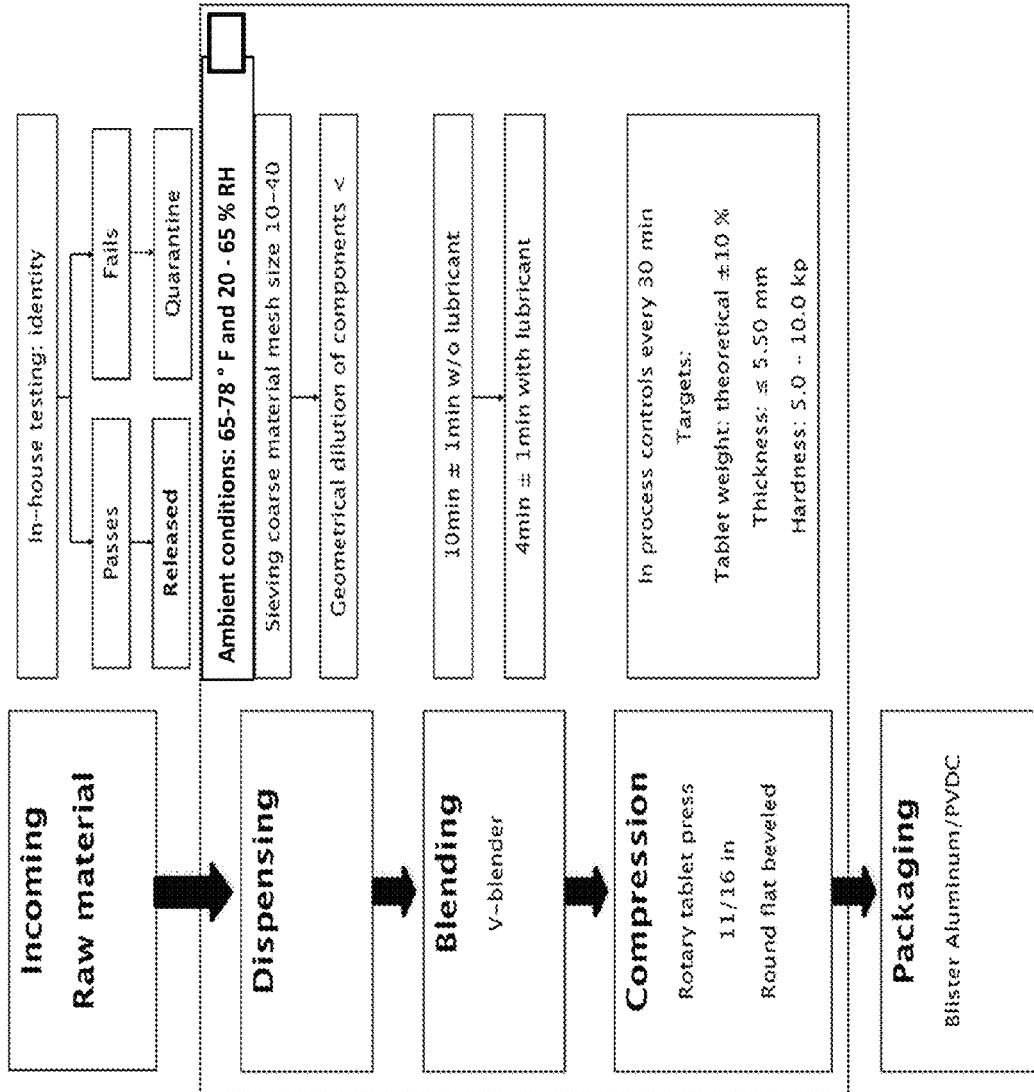 Incoming
Raw material
In-house testing: identity
Passes
Fails
Released
Quarantine
Ambient conditions: 65-78 ° F and 20 - 65 % RH
Dispensing
Sieving coarse material mesh size 10-40
Geometrical dilution of components <
Blending
V-blender
10min ± 1min w/o lubricant
4min ± 1min with lubricant
Compression
Rotary tablet press
11/16 in
Round flat beveled
In process controls every 30 min
Targets:
Tablet weight: theoretical ±10 %
Thickness: ≤ 5.50 mm
Hardness: 5.0 - 10.0 kp
Packaging
Blister Aluminum/PVDC